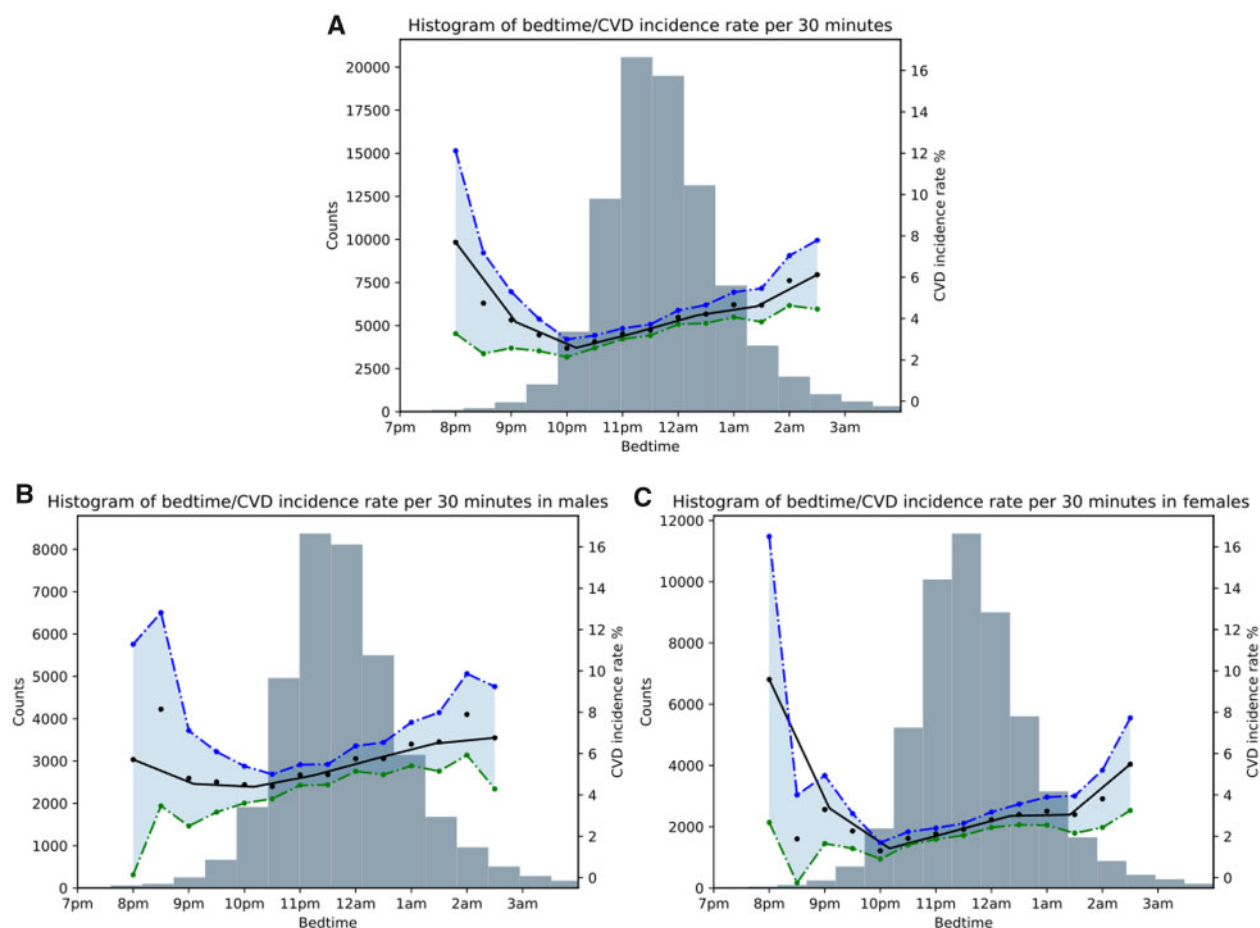 A
Histogram of bedtime/CVD incidence rate per 30 minutes
20000
17500
15000
12500
10000
7500
5000
2500
0
Counts
16
14
12
10
8
6
4
2
0
CVD incidence rate %
7pm 8pm 9pm 10pm 11pm 12am 1am 2am 3am
Bedtime
B
Histogram of bedtime/CVD incidence rate per 30 minutes in males
8000
7000
6000
5000
4000
3000
2000
1000
0
Counts
16
14
12
10
8
6
4
2
0
CVD incidence rate %
7pm 8pm 9pm 10pm 11pm 12am 1am 2am 3am
Bedtime
C
Histogram of bedtime/CVD incidence rate per 30 minutes in females
12000
10000
8000
6000
4000
2000
0
Counts
16
14
12
10
8
6
4
2
0
CVD incidence rate %
7pm 8pm 9pm 10pm 11pm 12am 1am 2am 3am
Bedtime